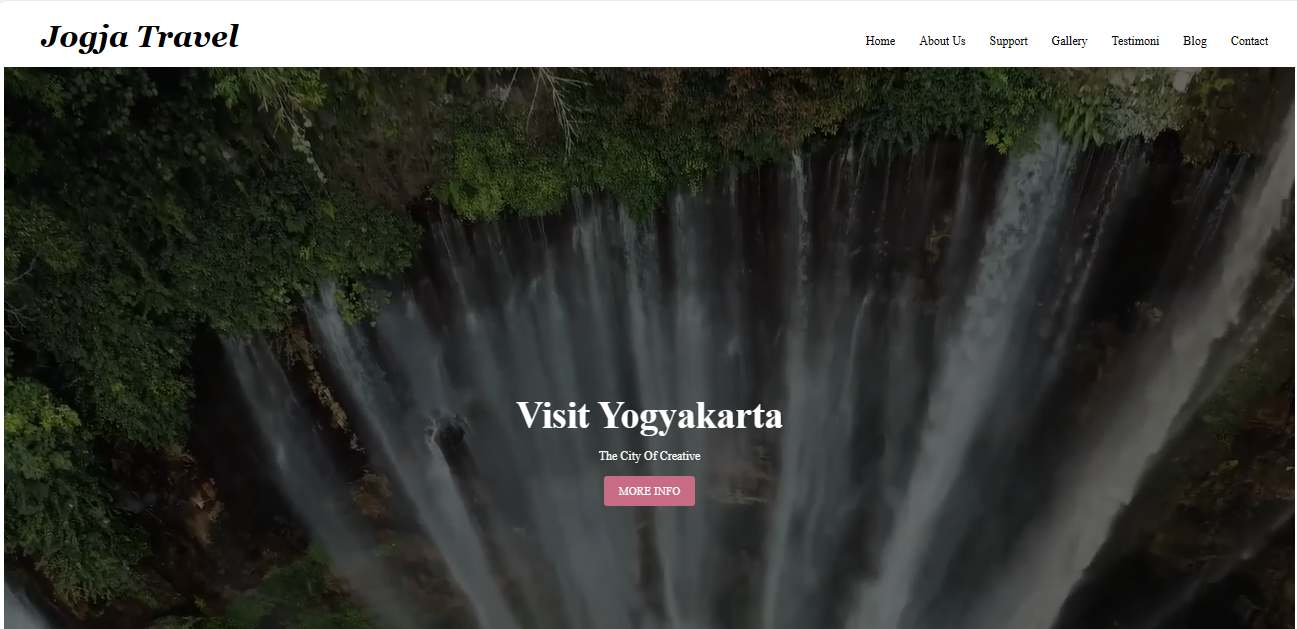 Jogja Travel
Home About Us Support Gallery Testimoni Blog Contact
Visit Yogyakarta
The City Of Creative
MORE INFO